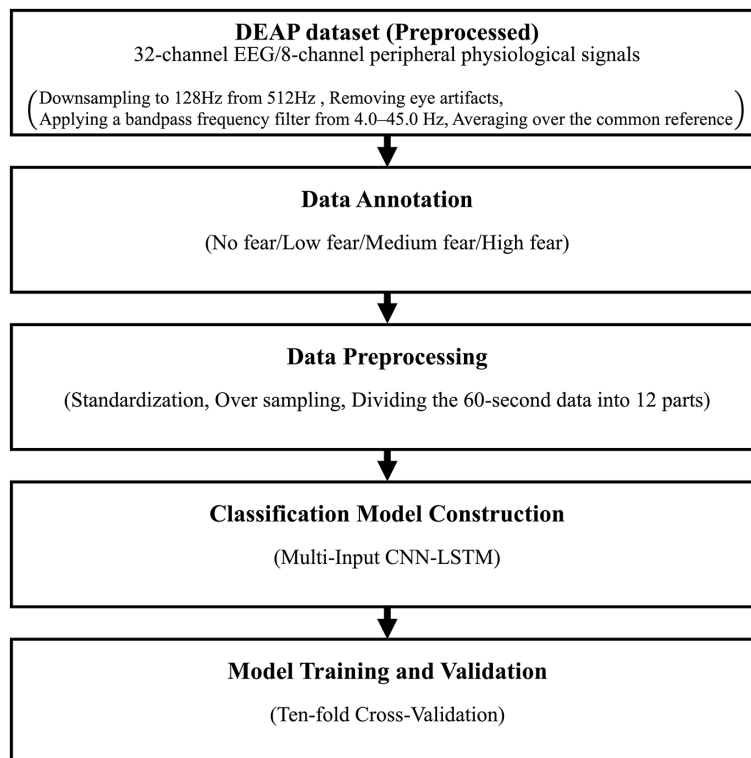 DEAP dataset (Preprocessed)
32-channel EEG/8-channel peripheral physiological signals
(Downsampling to 128Hz from 512Hz , Removing eye artifacts,
Applying a bandpass frequency filter from 4.0–45.0 Hz, Averaging over the common reference)
Data Annotation
(No fear/Low fear/Medium fear/High fear)
Data Preprocessing
(Standardization, Over sampling, Dividing the 60-second data into 12 parts)
Classification Model Construction
(Multi-Input CNN-LSTM)
Model Training and Validation
(Ten-fold Cross-Validation)